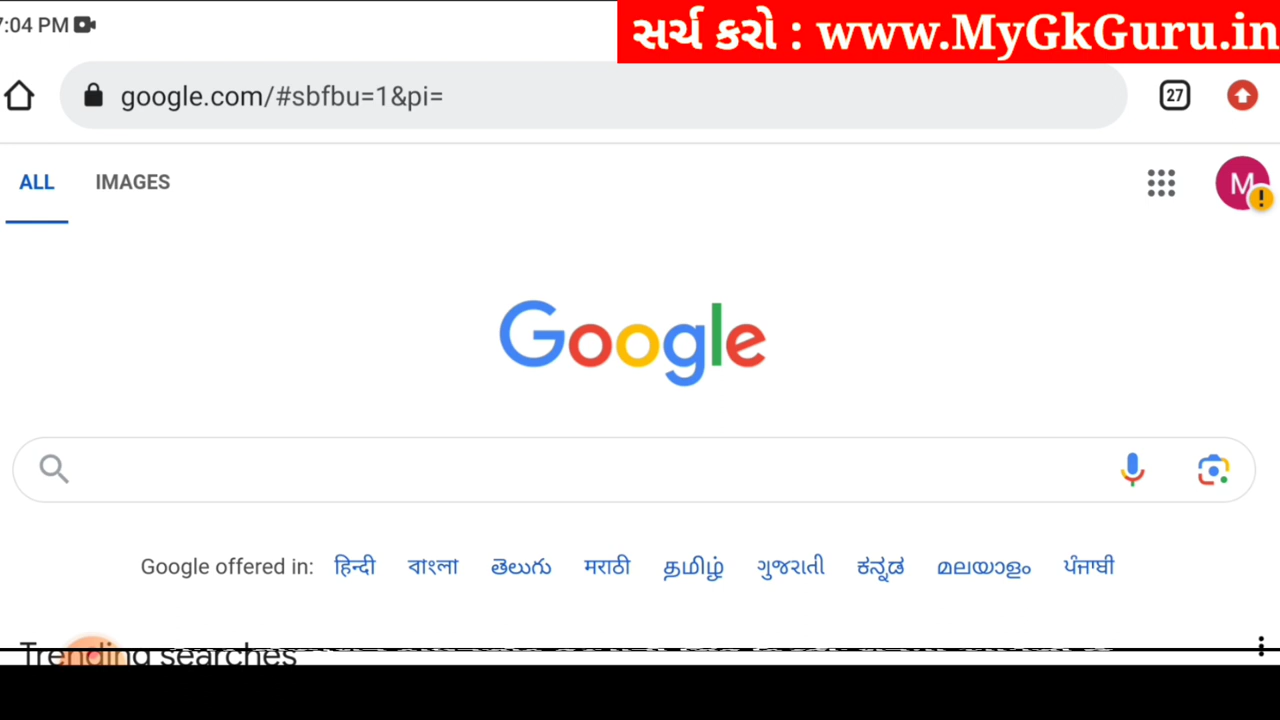 7:04 PM
સર્ચ કરો : www.MyGkGuru.in
google.com/#sbfbu=1&pi=
27
ALL IMAGES
M
!
Google
Google offered in: हिन्दी বাংলা తెలుగు मराठी தமிழ் ગુજરાતી ಕನ್ನಡ മലയാളം ਪੰਜਾਬੀ
Trending searches